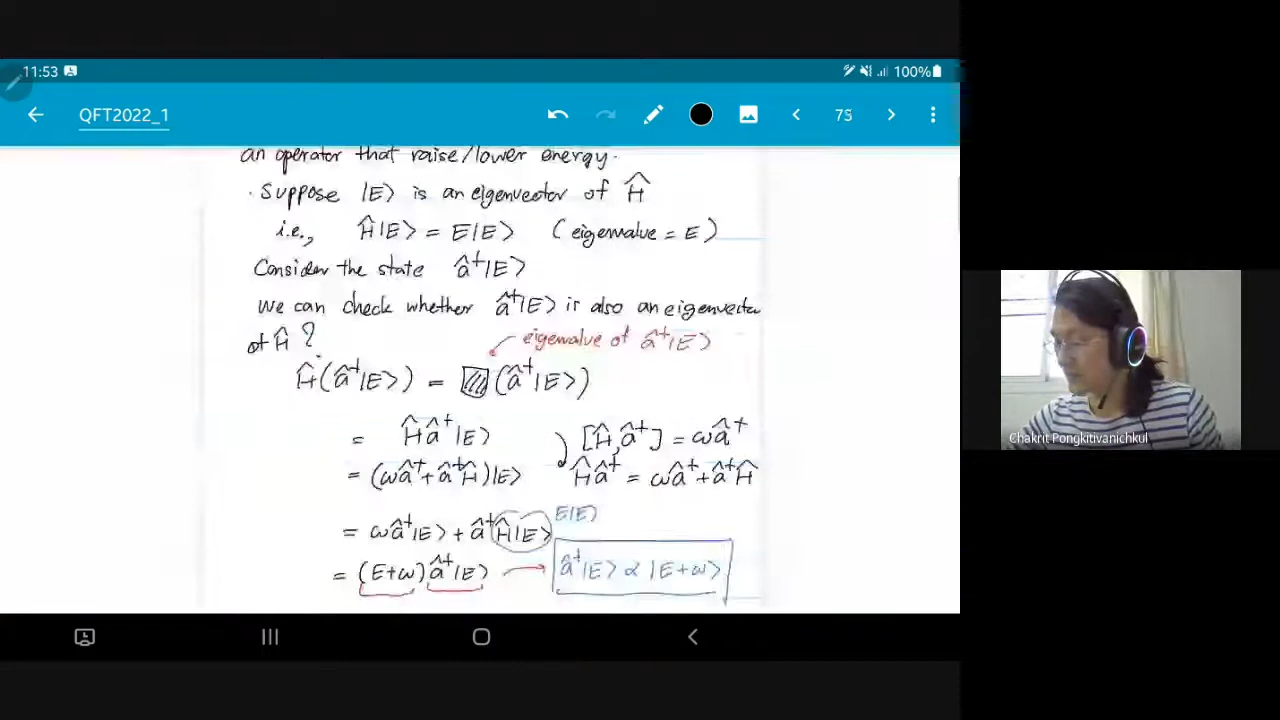 11:53
100%
QFT2022_1
75
an operator that raise/lower energy.
· Suppose |E⟩ is an eigenvector of Ĥ
i.e., Ĥ|E⟩ = E|E⟩ (eigenvalue = E)
Consider the state â†|E⟩
We can check whether â†|E⟩ is also an eigenvector
of Ĥ ?
eigenvalue of â†|E⟩
Ĥ(â†|E⟩) = (â†|E⟩)
= Ĥâ†|E⟩ [Ĥ,â†] = ωâ†
= (ωâ†+â†Ĥ)|E⟩ Ĥâ† = ωâ†+â†Ĥ
= ωâ†|E⟩ + â†Ĥ|E⟩ E|E⟩
= (E+ω)â†|E⟩ → â†|E⟩ ∝ |E+ω⟩
Chakrit Pongkitivanichkul